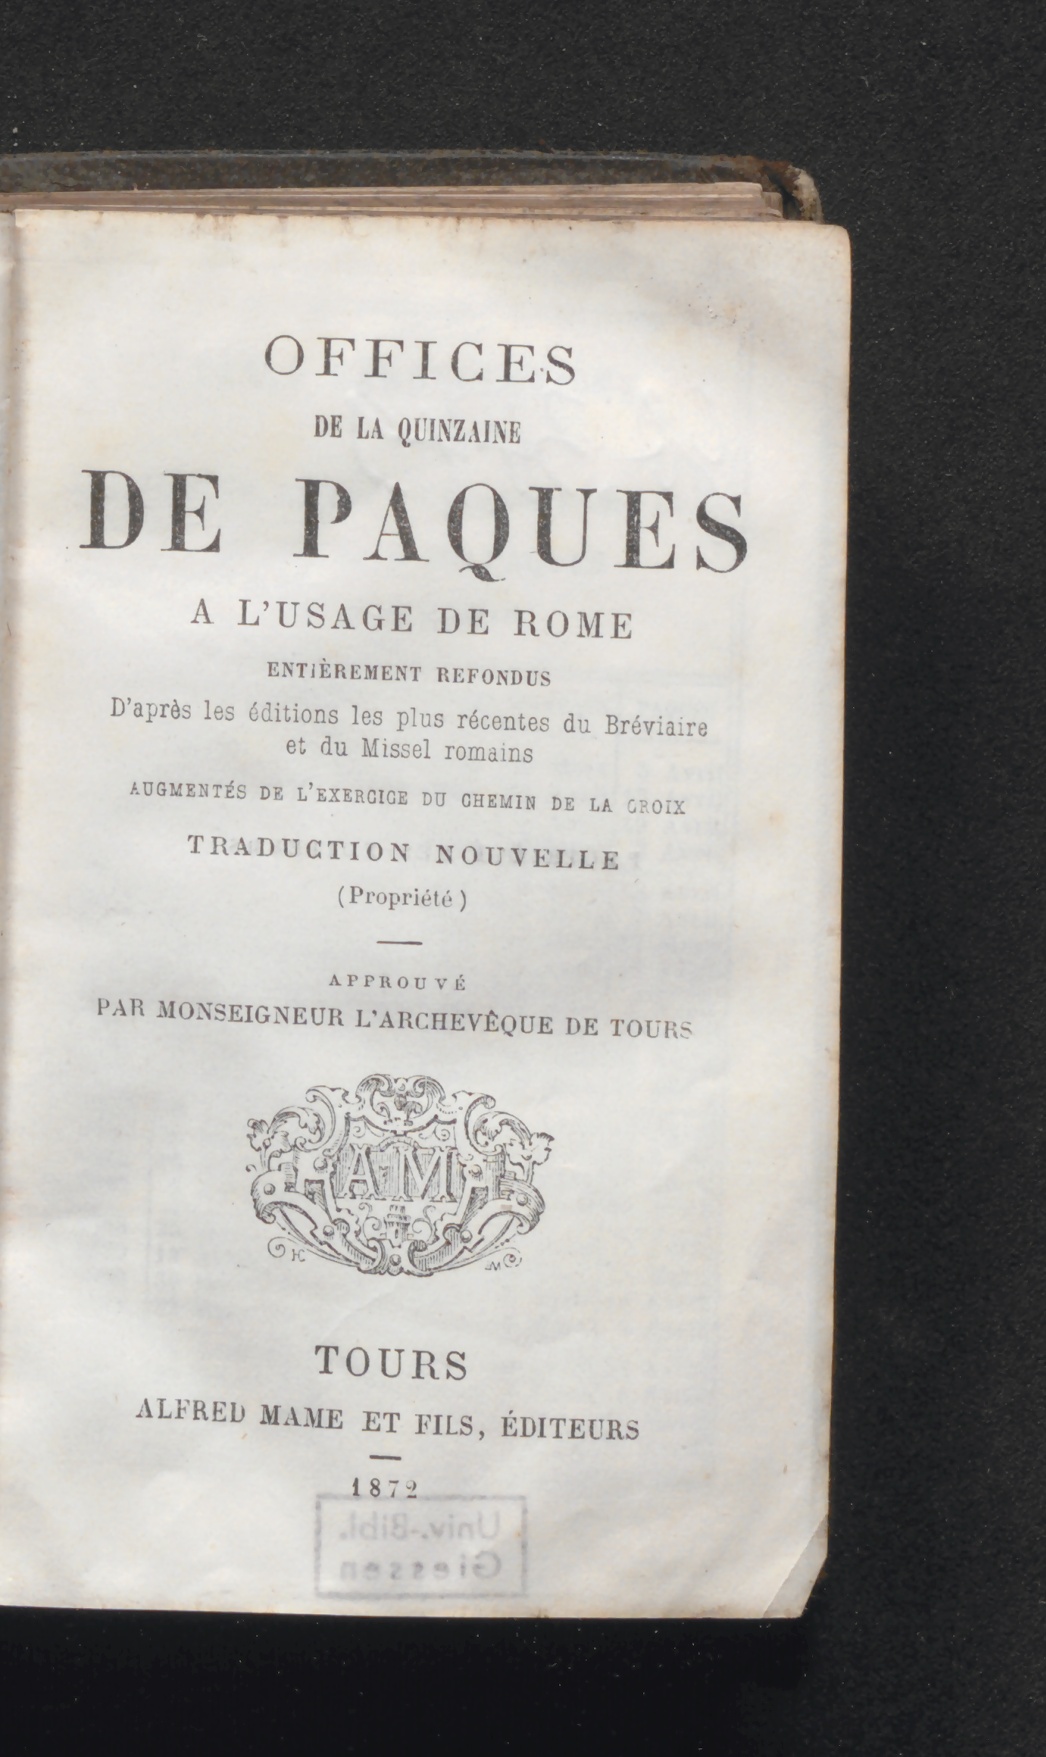 OFFICES
DE LA QUINZAINE
DE PAQUES
A L'USAGE DE ROME
ENTIÈREMENT REFONDUS
D'après les éditions les plus récentes du Bréviaire
et du Missel romains
AUGMENTÉS DE L'EXERCICE DU CHEMIN DE LA CROIX
TRADUCTION NOUVELLE
(Propriété)
APPROUVÉ
PAR MONSEIGNEUR L'ARCHEVÊQUE DE TOURS
AM
TOURS
ALFRED MAME ET FILS, ÉDITEURS
1872
Univ.-Bibl.
Giessen